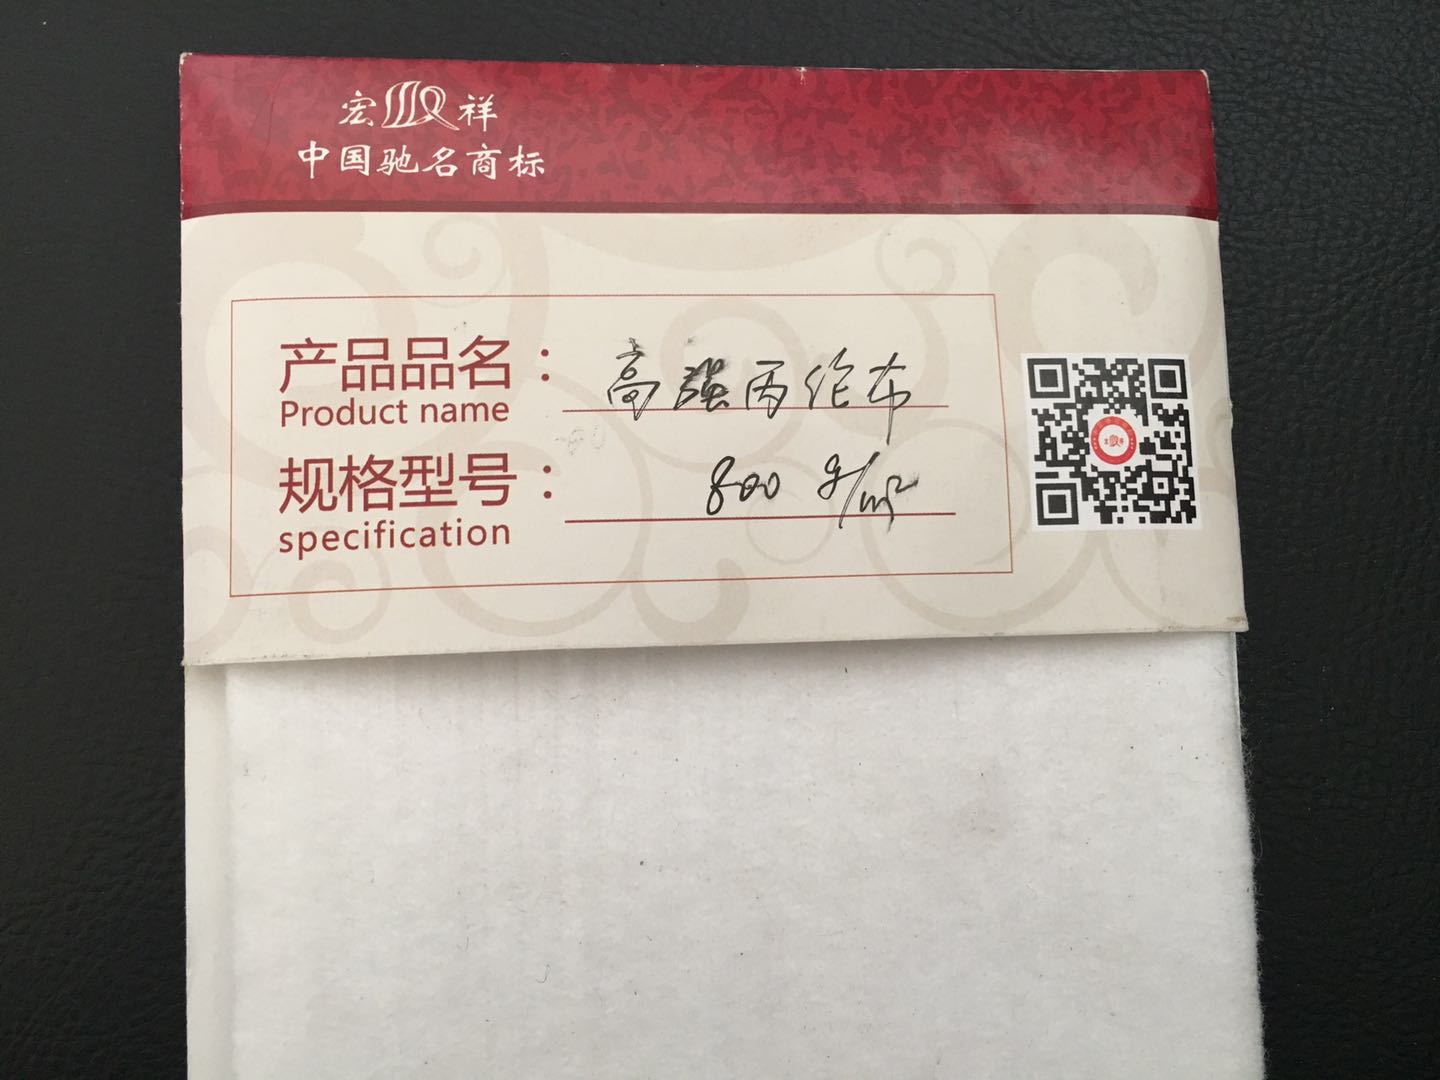 宏祥
中国驰名商标
产品品名：高强丙纶布
Product name
规格型号：800 g/m²
specification